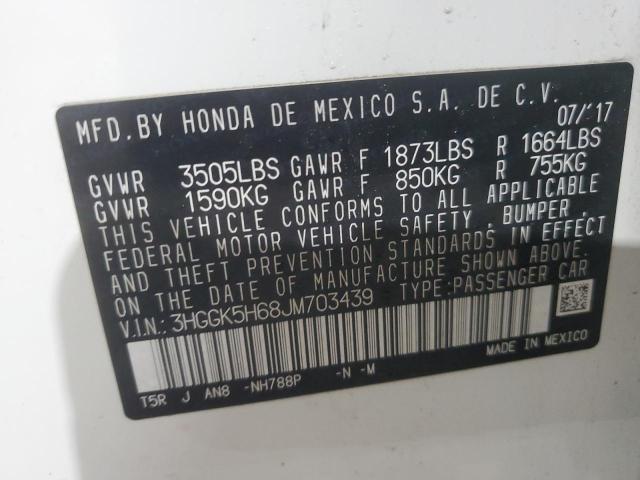 MFD.BY HONDA DE MEXICO S.A. DE C.V. 07/'17
GVWR 3505LBS GAWR F 1873LBS R 1664LBS
GVWR 1590KG GAWR F 850KG R 755KG
THIS VEHICLE CONFORMS TO ALL APPLICABLE
FEDERAL MOTOR VEHICLE SAFETY, BUMPER,
AND THEFT PREVENTION STANDARDS IN EFFECT
ON THE DATE OF MANUFACTURE SHOWN ABOVE.
V.IN.: 3HGGK5H68JM703439 TYPE:PASSENGER CAR
MADE IN MEXICO
T5R J AN8 -NH788P -N -M